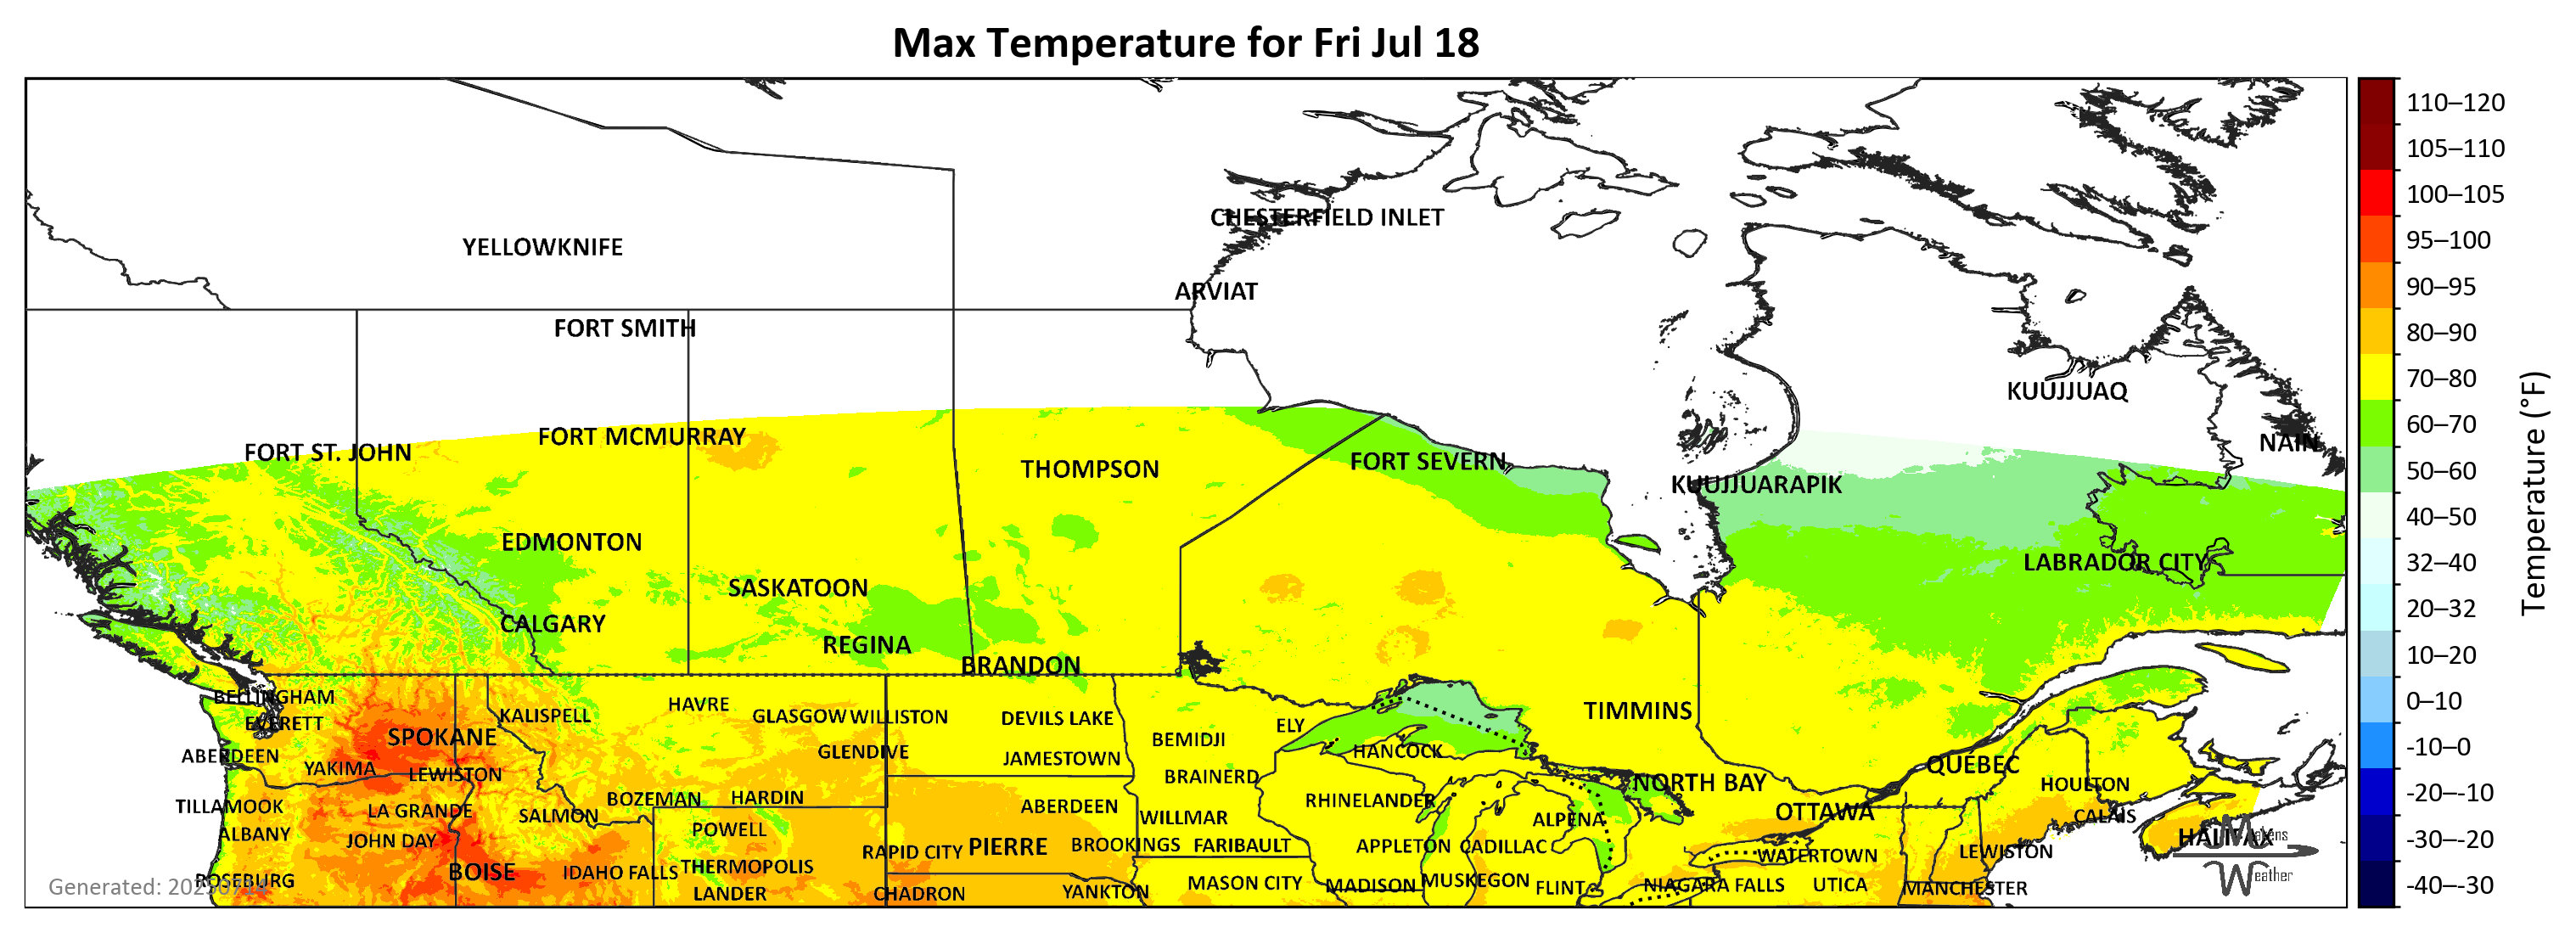 Max Temperature for Fri Jul 18
110–120
105–110
100–105
95–100
90–95
80–90
70–80
60–70
50–60
40–50
32–40
20–32
10–20
0–10
-10–0
-20–-10
-30–-20
-40–-30
Temperature (°F)
CHESTERFIELD INLET
YELLOWKNIFE
ARVIAT
FORT SMITH
KUUJJUAQ
FORT MCMURRAY
NAIN
FORT ST. JOHN
FORT SEVERN
THOMPSON
KUUJJUARAPIK
EDMONTON
LABRADOR CITY
SASKATOON
CALGARY
REGINA
BRANDON
BELLINGHAM
HAVRE
TIMMINS
KALISPELL
GLASGOW
WILLISTON
DEVILS LAKE
EVERETT
ELY
SPOKANE
BEMIDJI
HANCOCK
GLENDIVE
ABERDEEN
JAMESTOWN
QUÉBEC
YAKIMA
LEWISTON
BRAINERD
NORTH BAY
HOULTON
BOZEMAN
HARDIN
RHINELANDER
TILLAMOOK
LA GRANDE
ABERDEEN
OTTAWA
SALMON
WILLMAR
ALPENA
CALAIS
ALBANY
POWELL
HALIFAX
JOHN DAY
BROOKINGS
FARIBAULT
APPLETON
CADILLAC
PIERRE
RAPID CITY
LEWISTON
WATERTOWN
THERMOPOLIS
BOISE
IDAHO FALLS
ROSEBURG
MUSKEGON
MASON CITY
MADISON
FLINT
NIAGARA FALLS
UTICA
MANCHESTER
LANDER
CHADRON
YANKTON
Weather
Generated: